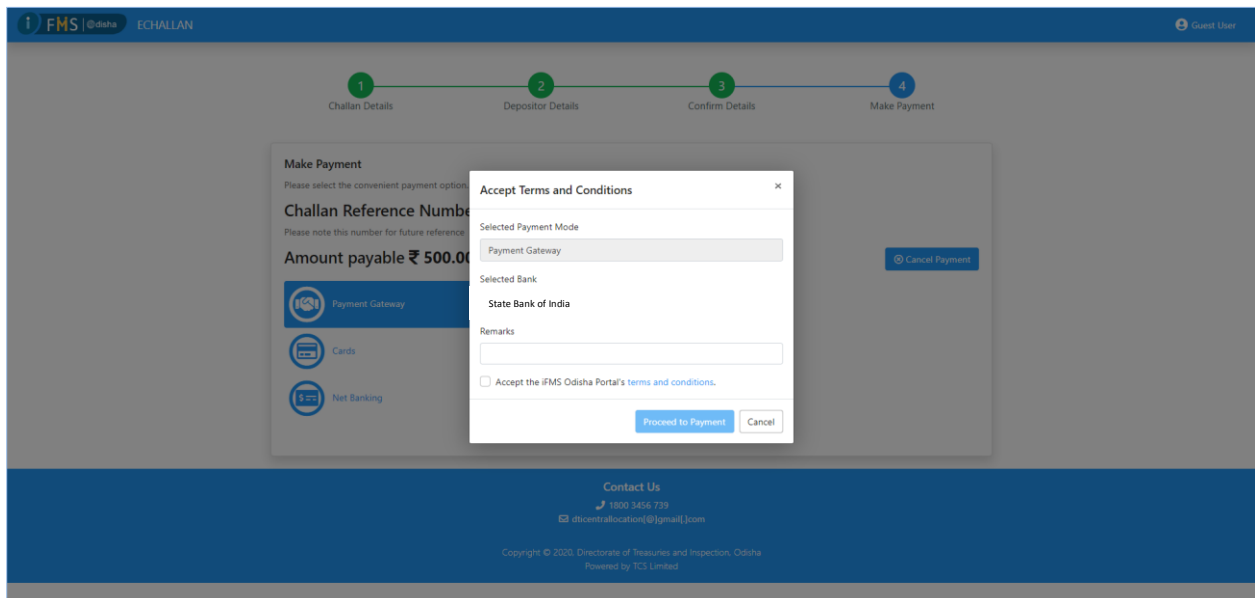 i FMS | Odisha ECHALLAN Guest User
1 2 3 4
Challan Details Depositor Details Confirm Details Make Payment
Make Payment
Please select the convenient payment option.
Challan Reference Numbe
Please note this number for future reference
Amount payable ₹ 500.00
Cancel Payment
Payment Gateway
Cards
Net Banking
Accept Terms and Conditions ×
Selected Payment Mode
Payment Gateway
Selected Bank
State Bank of India
Remarks
Accept the iFMS Odisha Portal's terms and conditions.
Proceed to Payment Cancel
Contact Us
1800 3456 739
dticentrallocation[@]gmail[.]com
Copyright © 2020, Directorate of Treasuries and Inspection, Odisha
Powered by TCS Limited